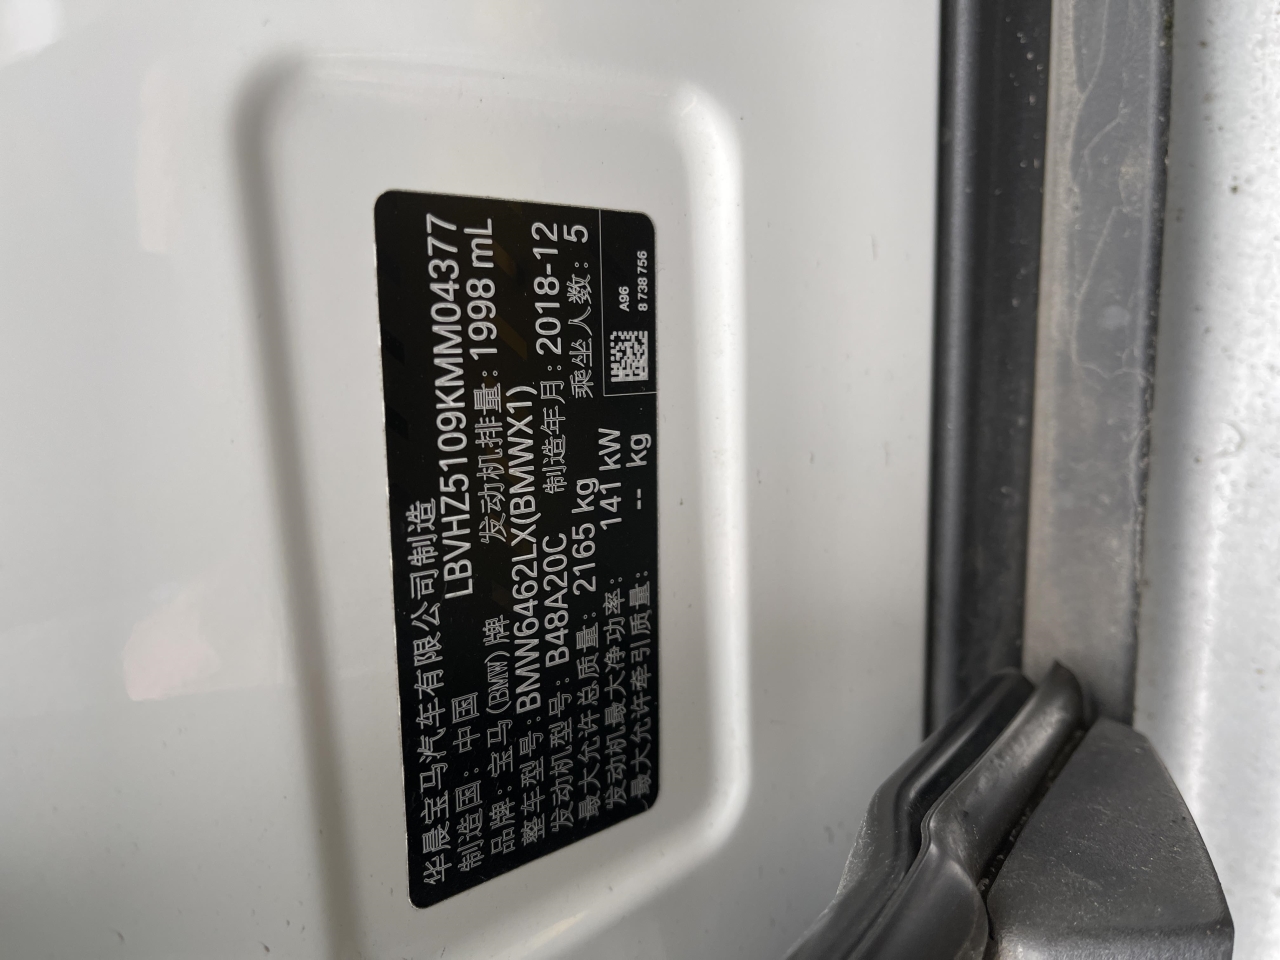 华晨宝马汽车有限公司制造
制造国：中国 LBVHZ5109KMM04377
品牌：宝马(BMW)牌 发动机排量：1998 mL
整车型号：BMW6462LX(BMWX1)
发动机型号：B48A20C 制造年月：2018-12
最大允许总质量：2165 kg 乘坐人数：5
发动机最大净功率：141 kW
最大允许牵引质量：-- kg
A96
8 738 756